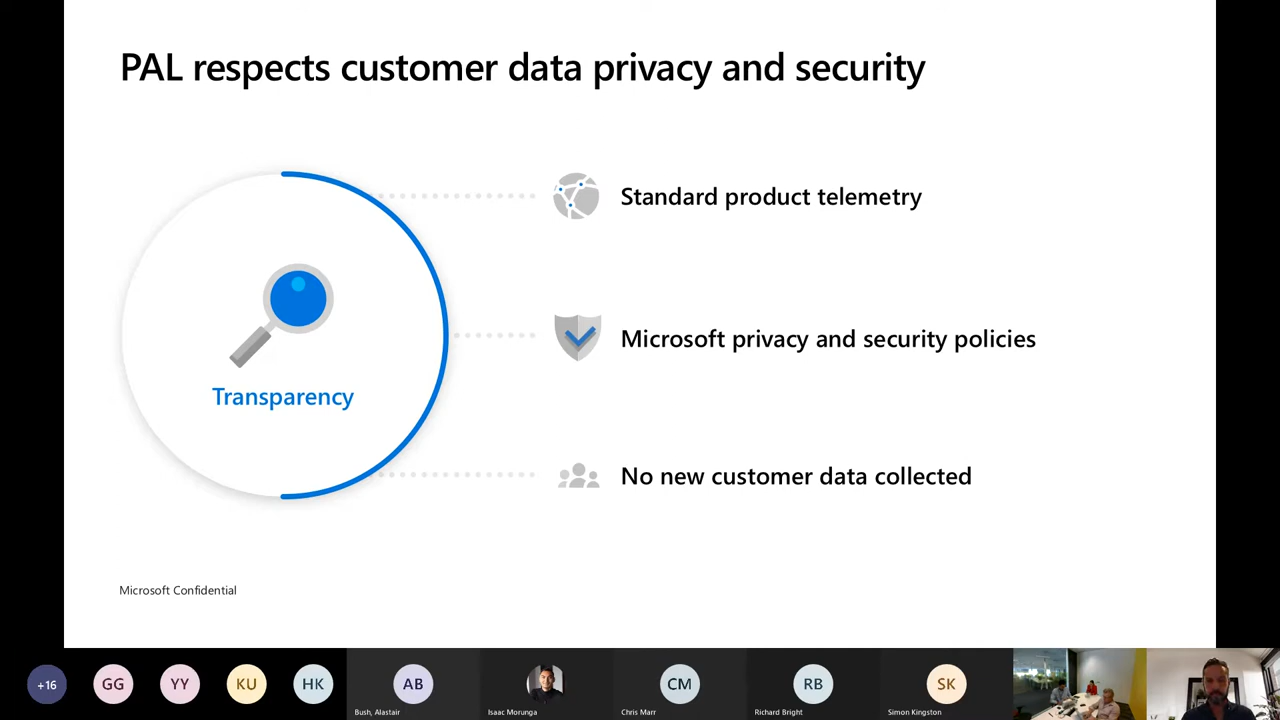 PAL respects customer data privacy and security
Standard product telemetry
Microsoft privacy and security policies
Transparency
No new customer data collected
Microsoft Confidential
+16
GG
YY
KU
HK
AB
CM
RB
SK
Bush, Alastair
Isaac Morunga
Chris Marr
Richard Bright
Simon Kingston